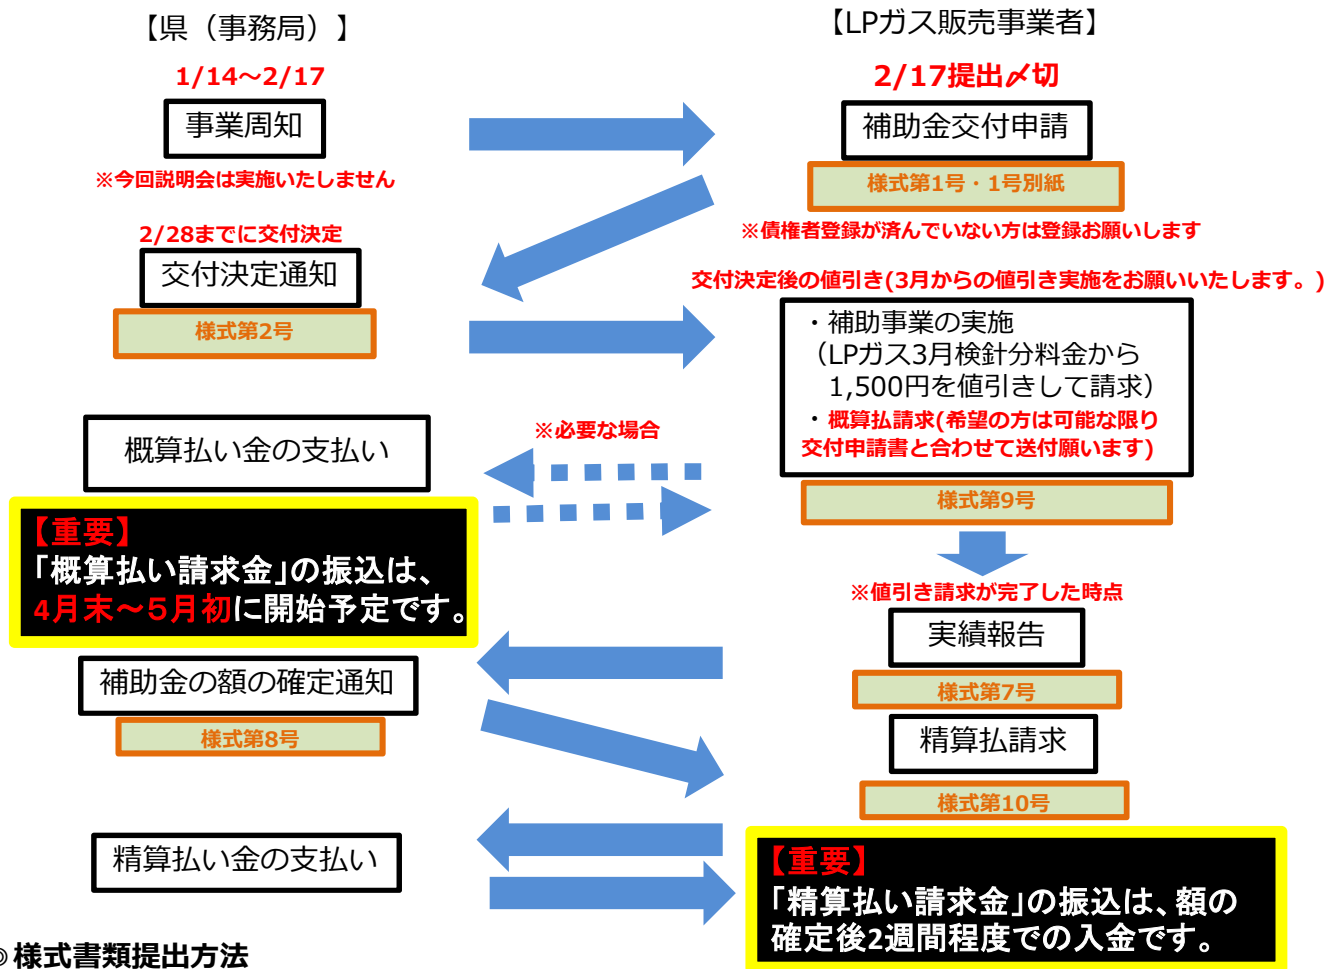 【県（事務局）】
【LPガス販売事業者】
1/14～2/17
事業周知
※今回説明会は実施いたしません
2/17提出〆切
補助金交付申請
様式第1号・1号別紙
※債権者登録が済んでいない方は登録お願いします
2/28までに交付決定
交付決定通知
様式第2号
交付決定後の値引き(3月からの値引き実施をお願いいたします。)
・補助事業の実施
（LPガス3月検針分料金から
1,500円を値引きして請求）
・概算払請求(希望の方は可能な限り
交付申請書と合わせて送付願います)
様式第9号
※必要な場合
概算払い金の支払い
【重要】
「概算払い請求金」の振込は、
4月末～5月初に開始予定です。
※値引き請求が完了した時点
実績報告
様式第7号
補助金の額の確定通知
様式第8号
精算払請求
様式第10号
精算払い金の支払い
【重要】
「精算払い請求金」の振込は、額の
確定後2週間程度での入金です。
◎様式書類提出方法